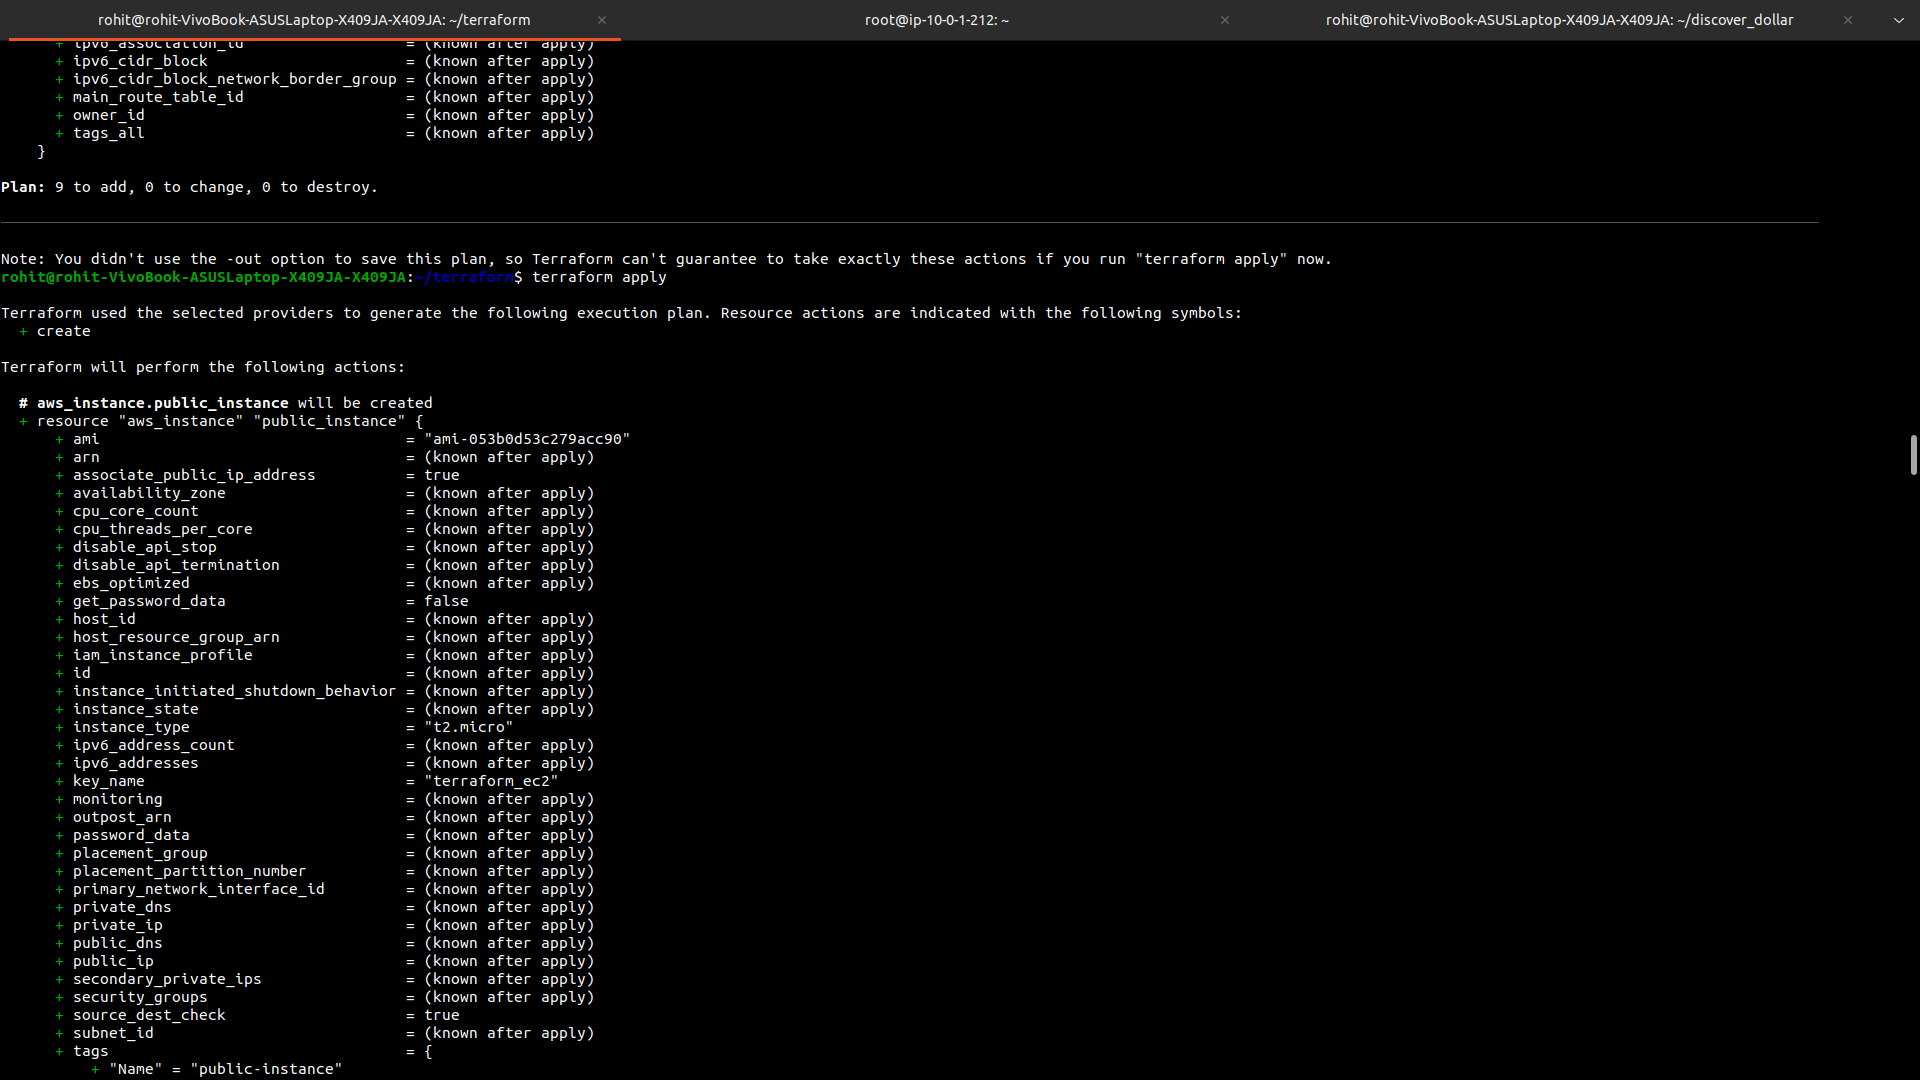 rohit@rohit-VivoBook-ASUSLaptop-X409JA-X409JA: ~/terraform × root@ip-10-0-1-212: ~ × rohit@rohit-VivoBook-ASUSLaptop-X409JA-X409JA: ~/discover_dollar ×
      + ipv6_association_id                  = (known after apply)
      + ipv6_cidr_block                      = (known after apply)
      + ipv6_cidr_block_network_border_group = (known after apply)
      + main_route_table_id                  = (known after apply)
      + owner_id                             = (known after apply)
      + tags_all                             = (known after apply)
    }
Plan: 9 to add, 0 to change, 0 to destroy.
Note: You didn't use the -out option to save this plan, so Terraform can't guarantee to take exactly these actions if you run "terraform apply" now.
rohit@rohit-VivoBook-ASUSLaptop-X409JA-X409JA:~/terraform$ terraform apply
Terraform used the selected providers to generate the following execution plan. Resource actions are indicated with the following symbols:
  + create
Terraform will perform the following actions:
  # aws_instance.public_instance will be created
  + resource "aws_instance" "public_instance" {
      + ami                                  = "ami-053b0d53c279acc90"
      + arn                                  = (known after apply)
      + associate_public_ip_address          = true
      + availability_zone                    = (known after apply)
      + cpu_core_count                       = (known after apply)
      + cpu_threads_per_core                 = (known after apply)
      + disable_api_stop                     = (known after apply)
      + disable_api_termination              = (known after apply)
      + ebs_optimized                        = (known after apply)
      + get_password_data                    = false
      + host_id                              = (known after apply)
      + host_resource_group_arn              = (known after apply)
      + iam_instance_profile                 = (known after apply)
      + id                                   = (known after apply)
      + instance_initiated_shutdown_behavior = (known after apply)
      + instance_state                       = (known after apply)
      + instance_type                        = "t2.micro"
      + ipv6_address_count                   = (known after apply)
      + ipv6_addresses                       = (known after apply)
      + key_name                             = "terraform_ec2"
      + monitoring                           = (known after apply)
      + outpost_arn                          = (known after apply)
      + password_data                        = (known after apply)
      + placement_group                      = (known after apply)
      + placement_partition_number           = (known after apply)
      + primary_network_interface_id         = (known after apply)
      + private_dns                          = (known after apply)
      + private_ip                           = (known after apply)
      + public_dns                           = (known after apply)
      + public_ip                            = (known after apply)
      + secondary_private_ips                = (known after apply)
      + security_groups                      = (known after apply)
      + source_dest_check                    = true
      + subnet_id                            = (known after apply)
      + tags                                 = {
          + "Name" = "public-instance"